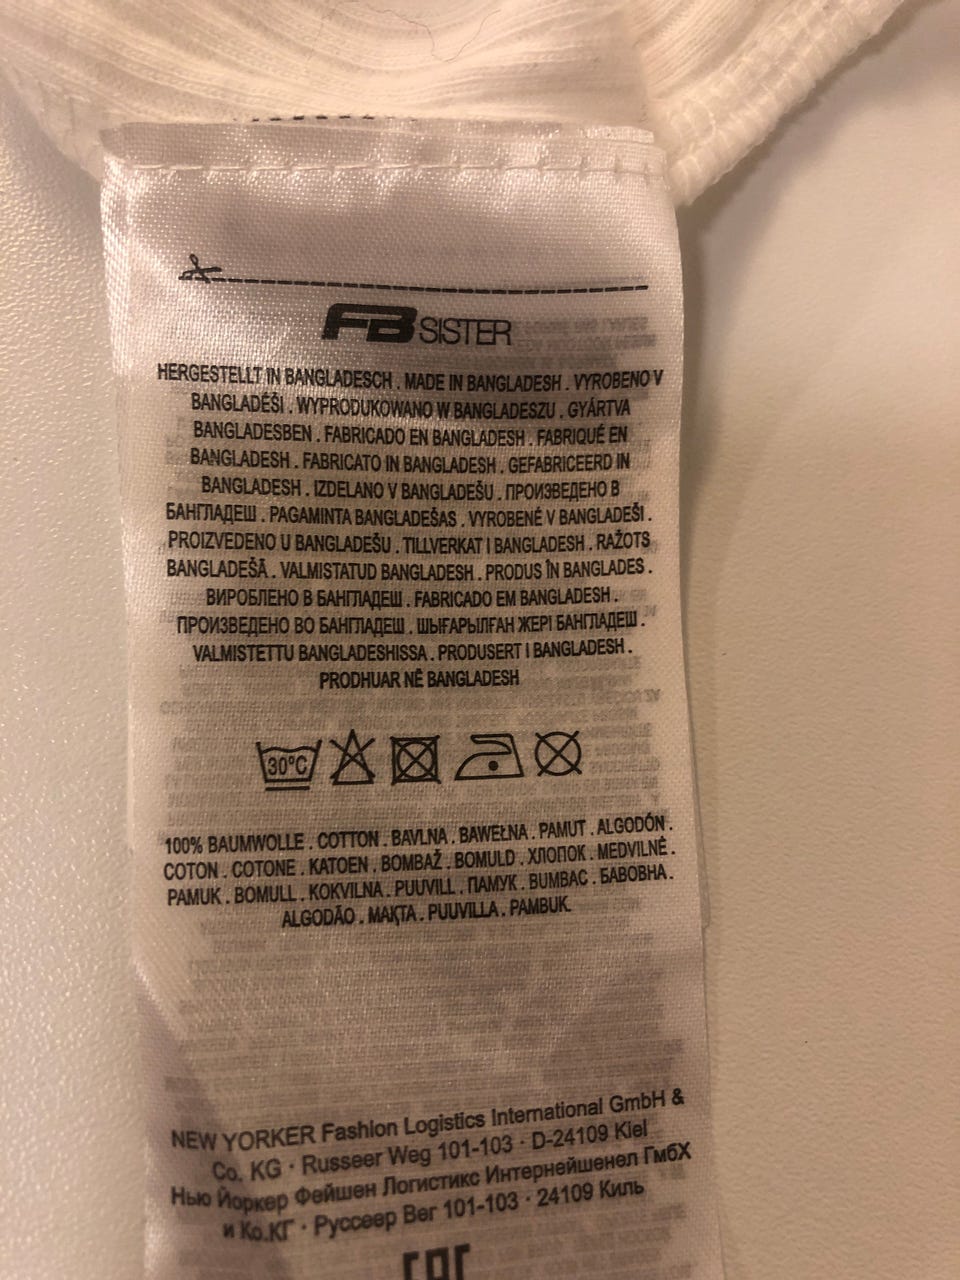 FB SISTER
HERGESTELLT IN BANGLADESCH . MADE IN BANGLADESH . VYROBENO V
BANGLADÉŠI . WYPRODUKOWANO W BANGLADESZU . GYÁRTVA
BANGLADESBEN . FABRICADO EN BANGLADESH . FABRIQUÉ EN
BANGLADESH . FABRICATO IN BANGLADESH . GEFABRICEERD IN
BANGLADESH . IZDELANO V BANGLADEŠU . ПРОИЗВЕДЕНО В
БАНГЛАДЕШ . PAGAMINTA BANGLADEŠAS . VYROBENÉ V BANGLADEŠI .
PROIZVEDENO U BANGLADEŠU . TILLVERKAT I BANGLADESH . RAŽOTS
BANGLADEŠĀ . VALMISTATUD BANGLADESH . PRODUS ÎN BANGLADES .
ВИРОБЛЕНО В БАНГЛАДЕШ . FABRICADO EM BANGLADESH .
ПРОИЗВЕДЕНО ВО БАНГЛАДЕШ . ШЫҒАРЫЛҒАН ЖЕРІ БАНГЛАДЕШ .
VALMISTETTU BANGLADESHISSA . PRODUSERT I BANGLADESH .
PRODHUAR NË BANGLADESH
30°C
100% BAUMWOLLE . COTTON . BAVLNA . BAWEŁNA . PAMUT . ALGODÓN .
COTON . COTONE . KATOEN . BOMBAŽ . BOMULD . ХЛОПОК . MEDVILNĖ .
PAMUK . BOMULL . KOKVILNA . PUUVILL . ПАМУК . BUMBAC . БАВОВНА .
ALGODÃO . МАҚТА . PUUVILLA . PAMBUK.
NEW YORKER Fashion Logistics International GmbH &
Co. KG · Russeer Weg 101-103 · D-24109 Kiel
Нью Йоркер Фейшен Логистикс Интернейшенел ГмбХ
и Ко.КГ · Руссеер Вег 101-103 · 24109 Киль
EAC